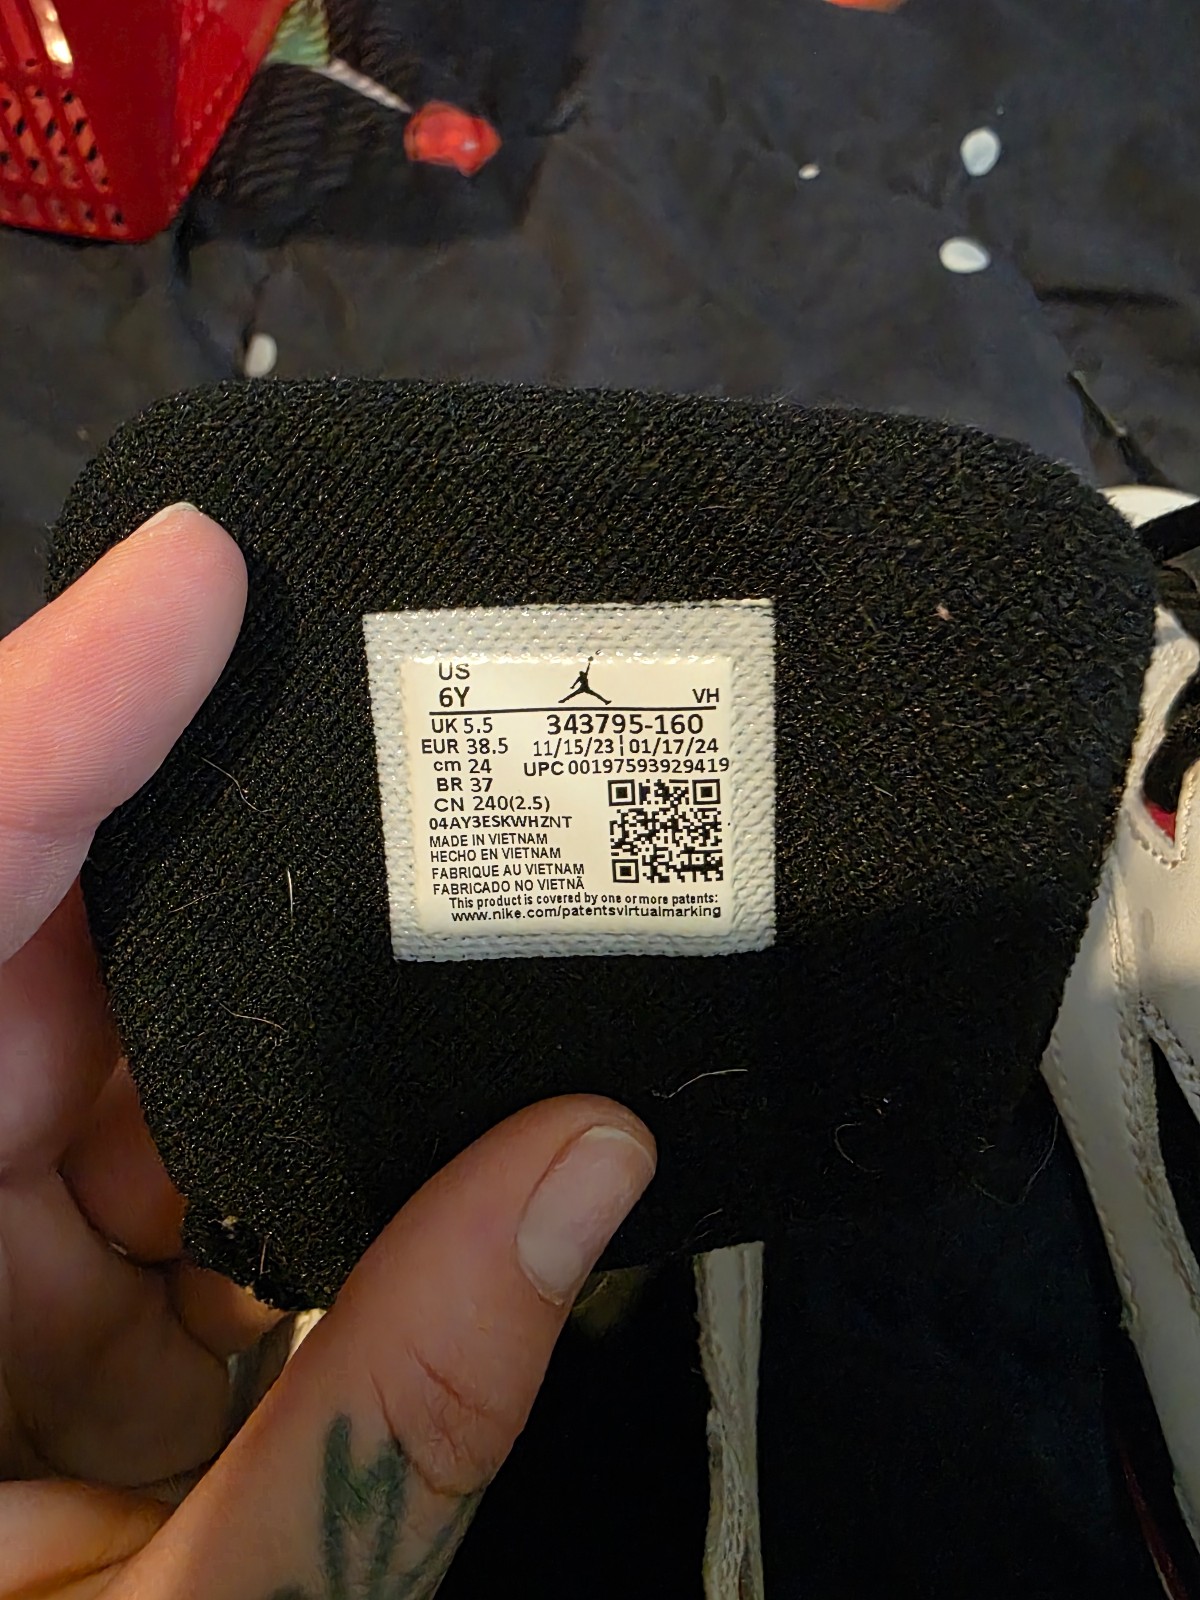 US
6Y
VH
UK 5.5
343795-160
EUR 38.5
11/15/23 | 01/17/24
cm 24
UPC 00197593929419
BR 37
CN 240(2.5)
04AY3ESKWHZNT
MADE IN VIETNAM
HECHO EN VIETNAM
FABRIQUE AU VIETNAM
FABRICADO NO VIETNÃ
This product is covered by one or more patents:
www.nike.com/patentsvirtualmarking